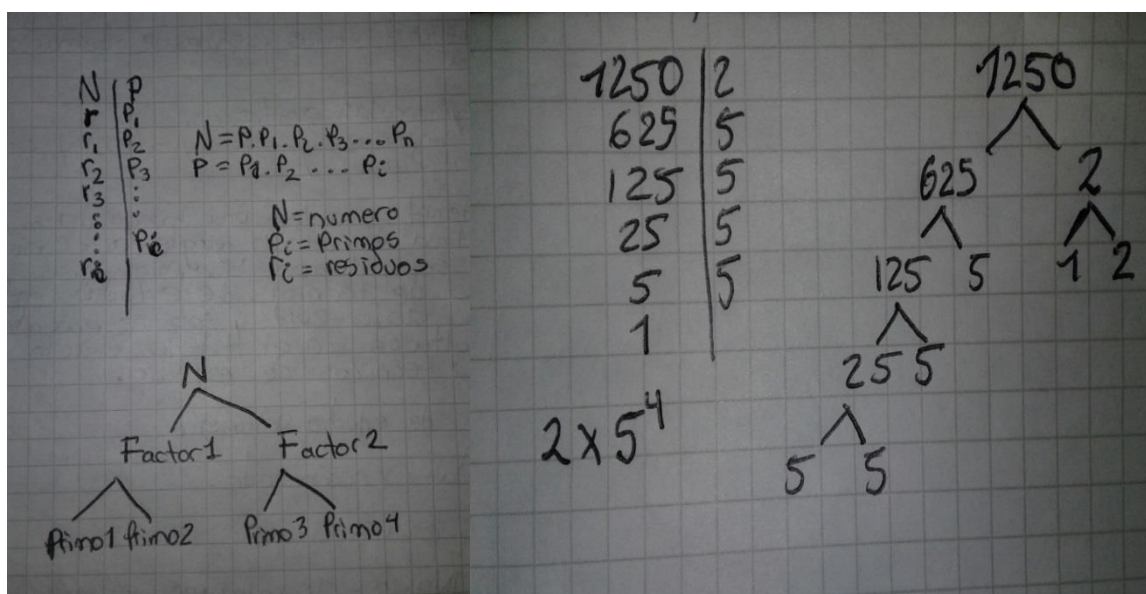 N | P
r | P₁
r₁ | P₂
r₂ | P₃
r₃ | :
: | :
: | Pi
ri |
N = P.P₁.P₂.P₃...Pn
P = P1.P₂ ... Pi
N = numero
Pi = Primos
ri = residuos
N
Factor1 Factor2
Primo1 Primo2 Primo3 Primo4
1250 | 2
625 | 5
125 | 5
25 | 5
5 | 5
1 |
2 x 5⁴
1250
625 2
125 5 1 2
25 5
5 5